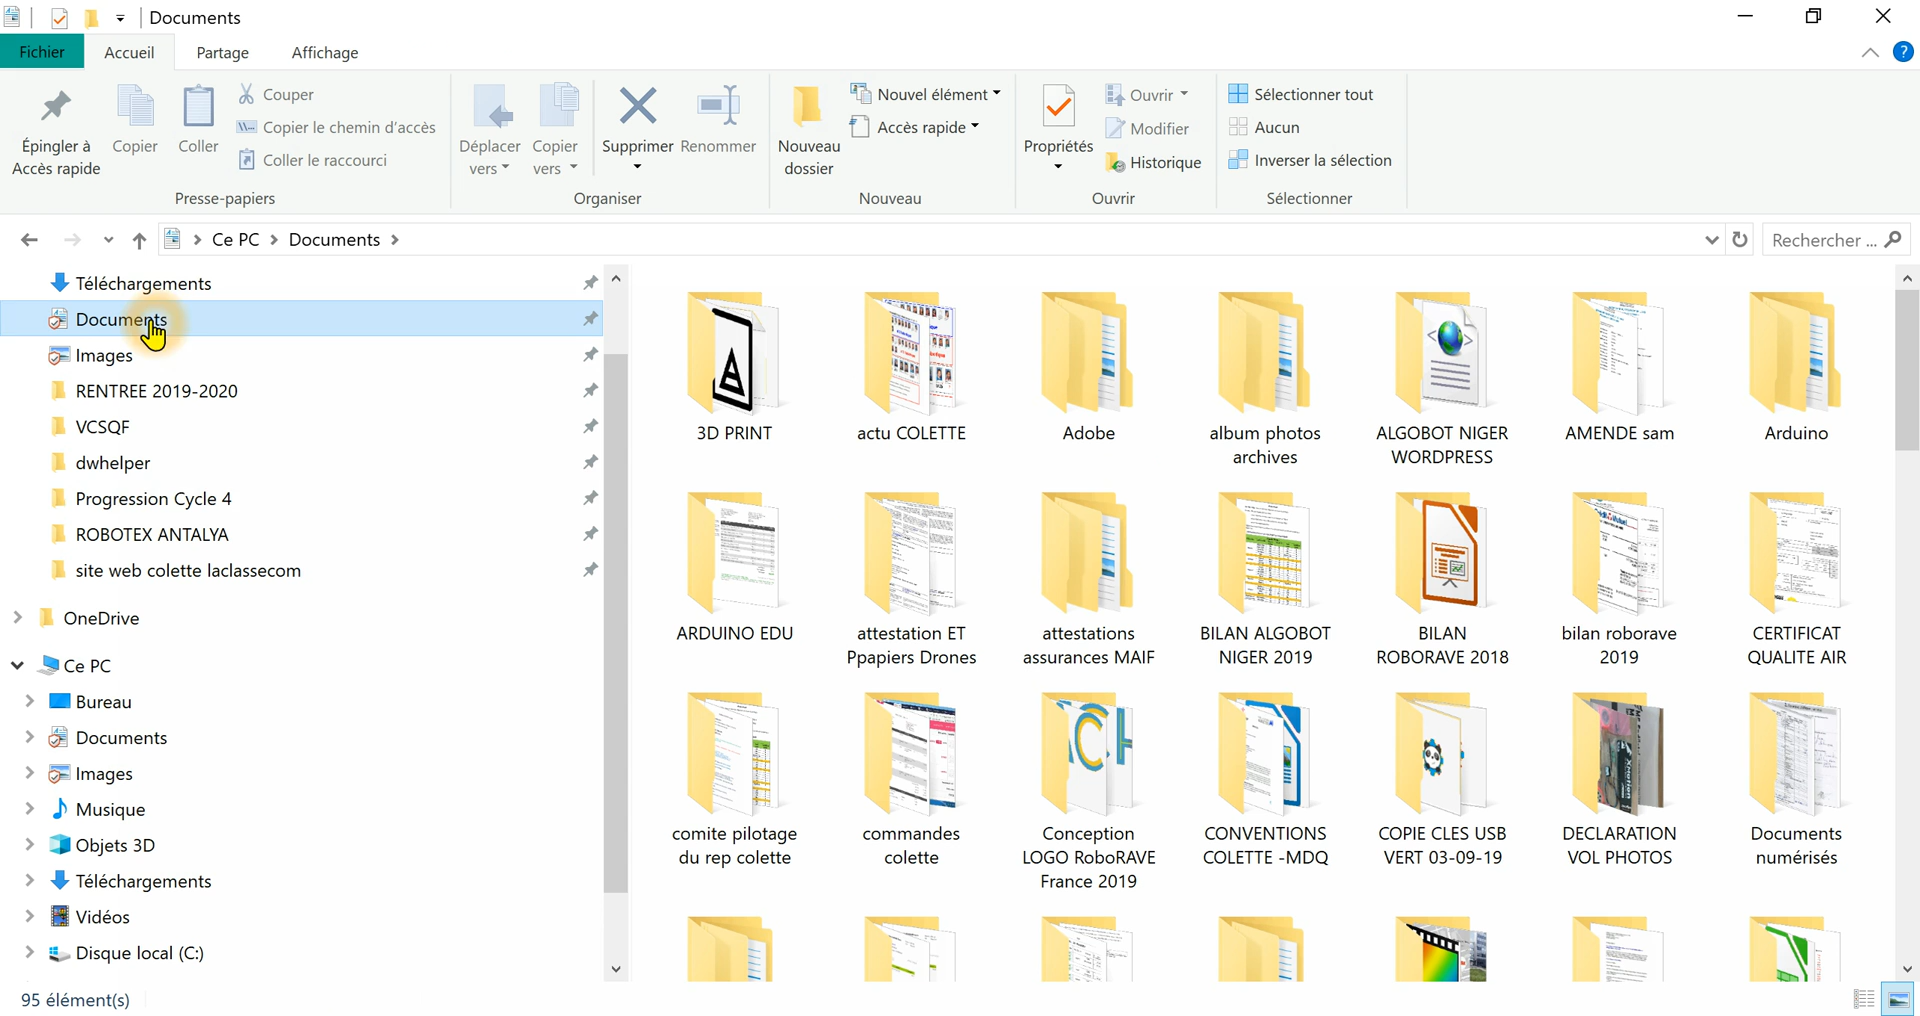 Documents
Fichier Accueil Partage Affichage
Épingler à Accès rapide
Copier
Coller
Couper
Copier le chemin d'accès
Coller le raccourci
Presse-papiers
Déplacer vers
Copier vers
Supprimer
Renommer
Organiser
Nouveau dossier
Nouvel élément
Accès rapide
Nouveau
Propriétés
Ouvrir
Modifier
Historique
Ouvrir
Sélectionner tout
Aucun
Inverser la sélection
Sélectionner
Ce PC > Documents >
Rechercher ...
Téléchargements
Documents
Images
RENTREE 2019-2020
VCSQF
dwhelper
Progression Cycle 4
ROBOTEX ANTALYA
site web colette laclassecom
OneDrive
Ce PC
Bureau
Documents
Images
Musique
Objets 3D
Téléchargements
Vidéos
Disque local (C:)
3D PRINT
actu COLETTE
Adobe
album photos archives
ALGOBOT NIGER WORDPRESS
AMENDE sam
Arduino
ARDUINO EDU
attestation ET Ppapiers Drones
attestations assurances MAIF
BILAN ALGOBOT NIGER 2019
BILAN ROBORAVE 2018
bilan roborave 2019
CERTIFICAT QUALITE AIR
comite pilotage du rep colette
commandes colette
Conception LOGO RoboRAVE France 2019
CONVENTIONS COLETTE -MDQ
COPIE CLES USB VERT 03-09-19
DECLARATION VOL PHOTOS
Documents numérisés
95 élément(s)